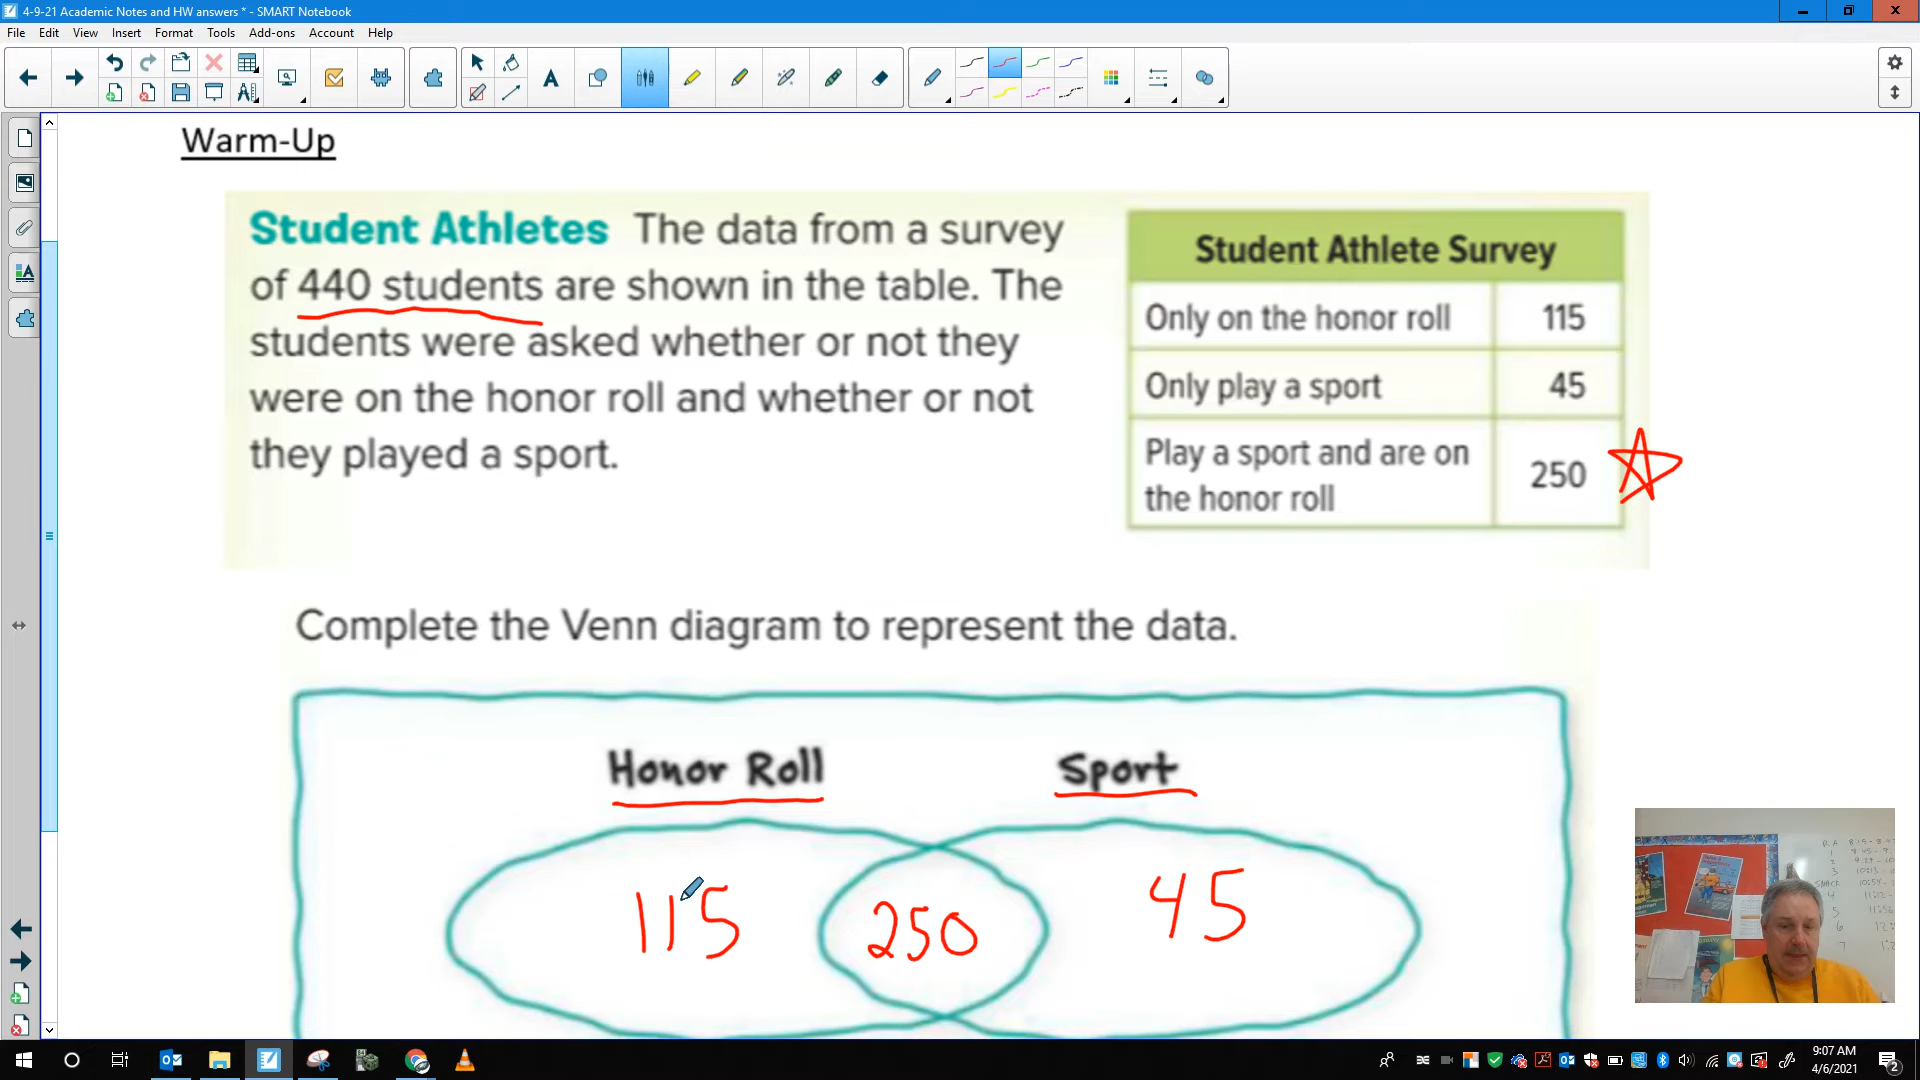 4-9-21 Academic Notes and HW answers * - SMART Notebook
File Edit View Insert Format Tools Add-ons Account Help
Warm-Up
Student Athletes The data from a survey
of 440 students are shown in the table. The
students were asked whether or not they
were on the honor roll and whether or not
they played a sport.
Student Athlete Survey
Only on the honor roll 115
Only play a sport 45
Play a sport and are on
the honor roll 250
Complete the Venn diagram to represent the data.
Honor Roll Sport
115 250 45
9:07 AM
4/6/2021
2